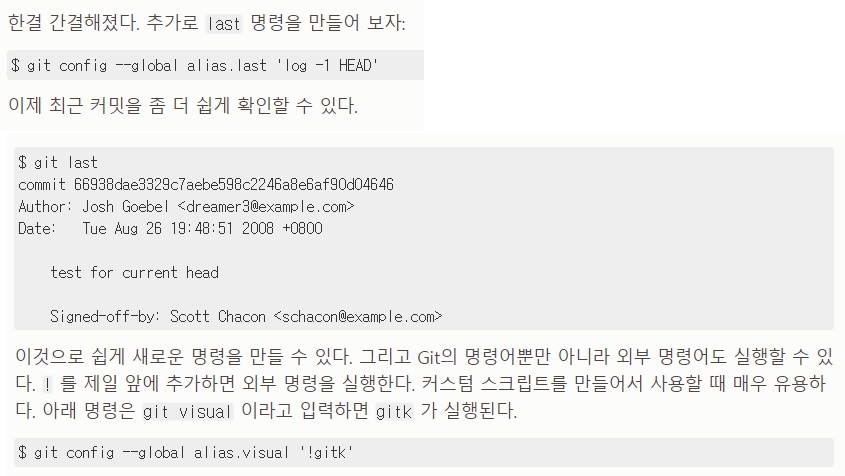 한결 간결해졌다. 추가로 last 명령을 만들어 보자:
$ git config --global alias.last 'log -1 HEAD'
이제 최근 커밋을 좀 더 쉽게 확인할 수 있다.
$ git last
commit 66938dae3329c7aebe598c2246a8e6af90d04646
Author: Josh Goebel <dreamer3@example.com>
Date:   Tue Aug 26 19:48:51 2008 +0800
test for current head
Signed-off-by: Scott Chacon <schacon@example.com>
이것으로 쉽게 새로운 명령을 만들 수 있다. 그리고 Git의 명령어뿐만 아니라 외부 명령어도 실행할 수 있
다. ! 를 제일 앞에 추가하면 외부 명령을 실행한다. 커스텀 스크립트를 만들어서 사용할 때 매우 유용하
다. 아래 명령은 git visual 이라고 입력하면 gitk 가 실행된다.
$ git config --global alias.visual '!gitk'